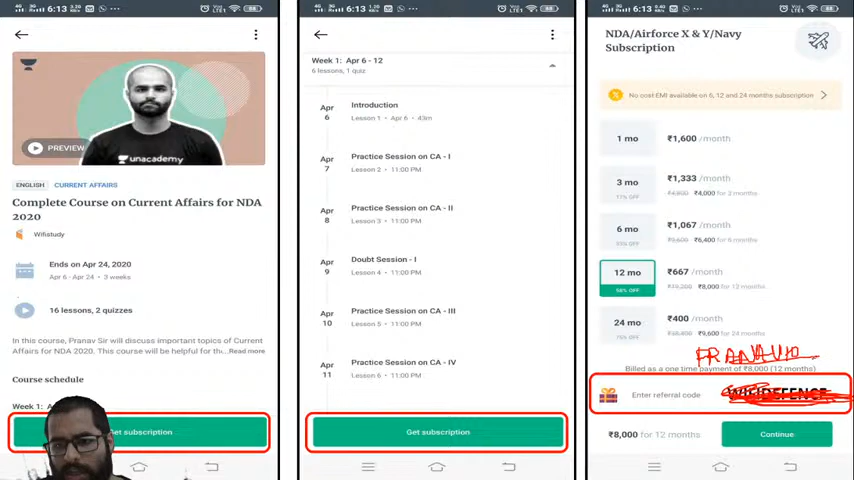 6:13
PREVIEW
unacademy
ENGLISH CURRENT AFFAIRS
Complete Course on Current Affairs for NDA
2020
Wifistudy
Ends on Apr 24, 2020
Apr 6 - Apr 24 • 3 weeks
16 lessons, 2 quizzes
In this course, Pranav Sir will discuss important topics of Current
Affairs for NDA 2020. This course will be helpful for the...Read more
Course schedule
Week 1:
Get subscription
6:13
Week 1: Apr 6 - 12
6 lessons, 1 quiz
Apr 6
Introduction
Lesson 1 • Apr 6 • 43m
Apr 7
Practice Session on CA - I
Lesson 2 • 11:00 PM
Apr 8
Practice Session on CA - II
Lesson 3 • 11:00 PM
Apr 9
Doubt Session - I
Lesson 4 • 11:00 PM
Apr 10
Practice Session on CA - III
Lesson 5 • 11:00 PM
Apr 11
Practice Session on CA - IV
Lesson 6 • 11:00 PM
Get subscription
6:13
NDA/Airforce X & Y/Navy
Subscription
No cost EMI available on 6, 12 and 24 months subscription
1 mo ₹1,600 /month
3 mo ₹1,333 /month
₹4,800 ₹4,000 for 3 months
6 mo ₹1,067 /month
₹6,400 for 6 months
12 mo ₹667 /month
₹19,200 ₹8,000 for 12 months
24 mo ₹400 /month
₹9,600 for 24 months
Billed as a one time payment of ₹8,000 (12 months)
Enter referral code
₹8,000 for 12 months
Continue